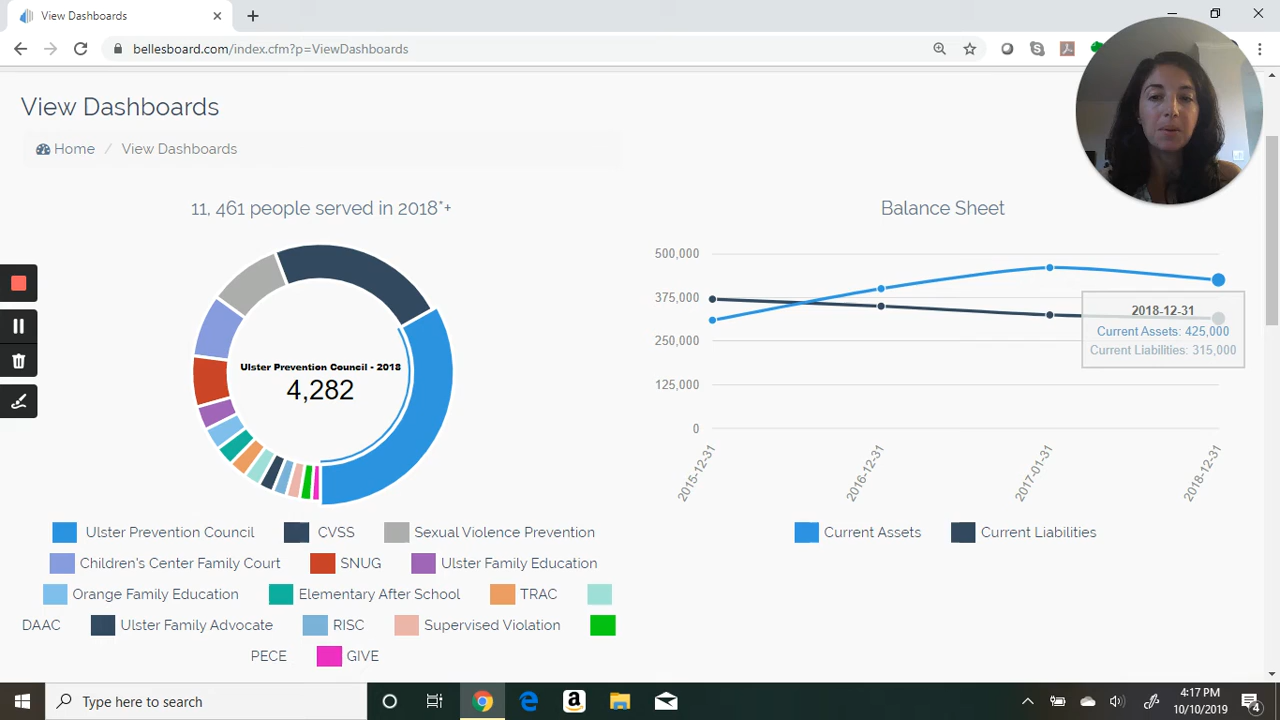 View Dashboards
bellesboard.com/index.cfm?p=ViewDashboards
View Dashboards
Home / View Dashboards
11, 461 people served in 2018*+
Ulster Prevention Council - 2018
4,282
Ulster Prevention Council CVSS Sexual Violence Prevention
Children's Center Family Court SNUG Ulster Family Education
Orange Family Education Elementary After School TRAC
DAAC Ulster Family Advocate RISC Supervised Violation
PECE GIVE
Balance Sheet
500,000
375,000
250,000
125,000
0
2018-12-31
Current Assets: 425,000
Current Liabilities: 315,000
2015-12-31 2016-12-31 2017-01-31 2018-12-31
Current Assets Current Liabilities
Type here to search
4:17 PM
10/10/2019
4